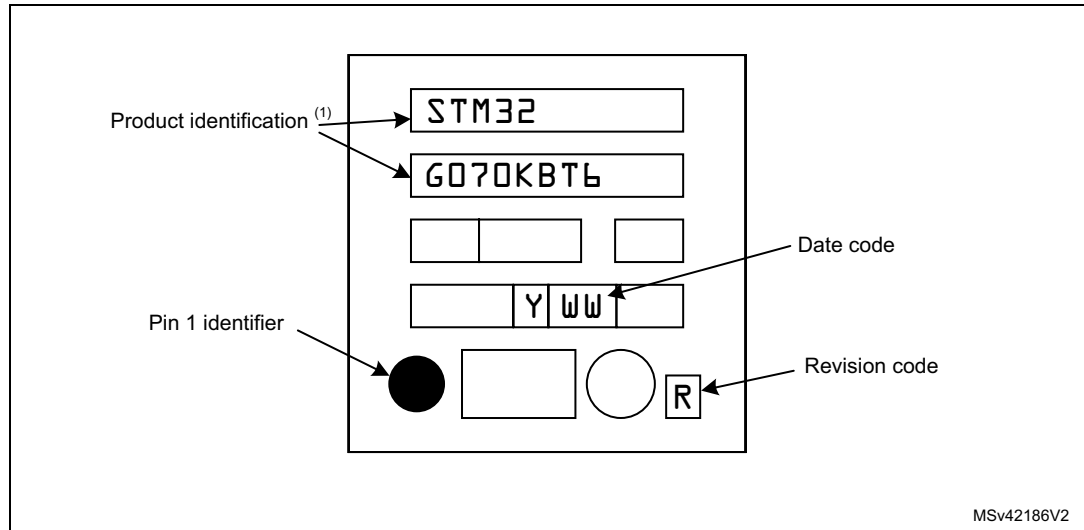 STM32
Product identification (1)
G070KBT6
Date code
Y WW
Pin 1 identifier
Revision code
R
MSv42186V2